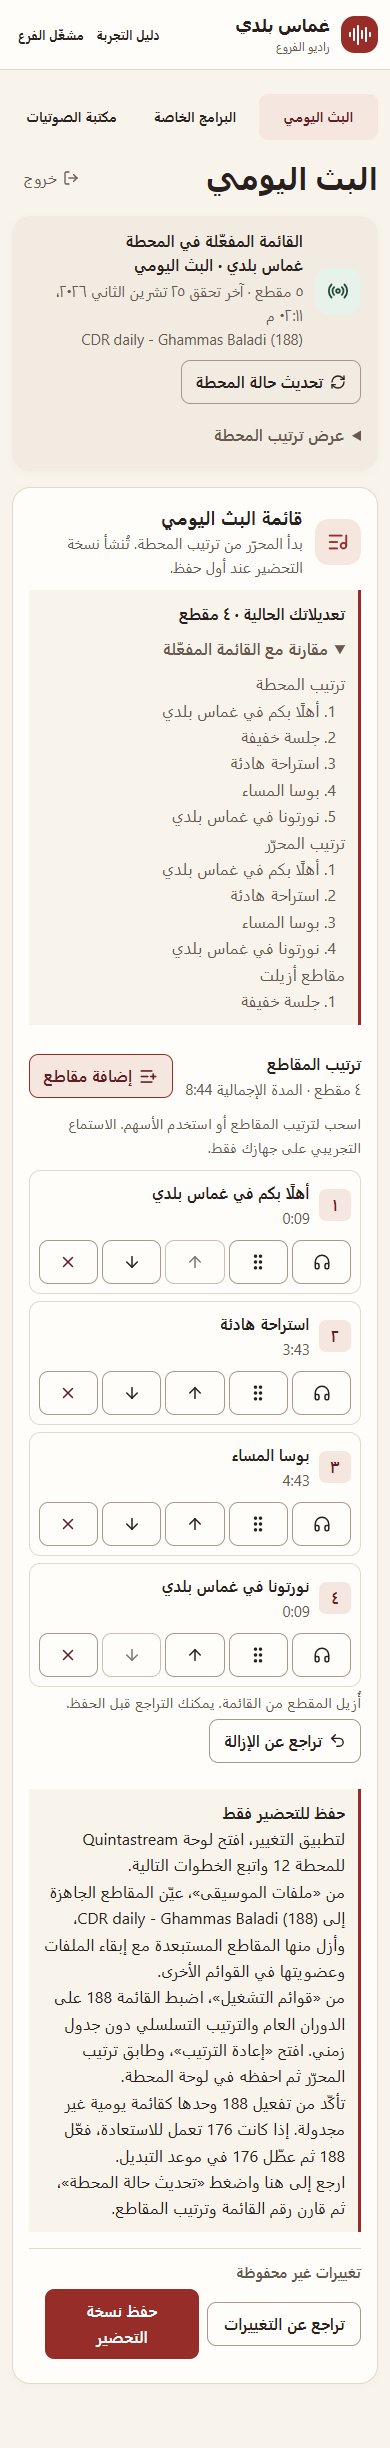 غماس بلدي
راديو الفروع
دليل التجربة
مشغّل الفرع
البث اليومي
البرامج الخاصة
مكتبة الصوتيات
البث اليومي
خروج
القائمة المفعّلة في المحطة
غماس بلدي · البث اليومي
٥ مقطع · آخر تحقق ٢٥ تشرين الثاني ٢٠٢٦،
٠٢:١١ م
CDR daily - Ghammas Baladi (188)
تحديث حالة المحطة
عرض ترتيب المحطة
قائمة البث اليومي
بدأ المحرّر من ترتيب المحطة. تُنشأ نسخة
التحضير عند أول حفظ.
تعديلاتك الحالية · ٤ مقطع
مقارنة مع القائمة المفعّلة
ترتيب المحطة
1. أهلًا بكم في غماس بلدي
2. جلسة خفيفة
3. استراحة هادئة
4. بوسا المساء
5. نورتونا في غماس بلدي
ترتيب المحرّر
1. أهلًا بكم في غماس بلدي
2. استراحة هادئة
3. بوسا المساء
4. نورتونا في غماس بلدي
مقاطع أزيلت
1. جلسة خفيفة
ترتيب المقاطع
٤ مقطع · المدة الإجمالية 8:44
إضافة مقاطع
اسحب لترتيب المقاطع أو استخدم الأسهم. الاستماع
التجريبي على جهازك فقط.
١
أهلًا بكم في غماس بلدي
0:09
٢
استراحة هادئة
3:43
٣
بوسا المساء
4:43
٤
نورتونا في غماس بلدي
0:09
أُزيل المقطع من القائمة. يمكنك التراجع قبل الحفظ.
تراجع عن الإزالة
حفظ للتحضير فقط
لتطبيق التغيير، افتح لوحة Quintastream
للمحطة 12 واتبع الخطوات التالية.
من «ملفات الموسيقى»، عيّن المقاطع الجاهزة
إلى CDR daily - Ghammas Baladi (188)،
وأزل منها المقاطع المستبعدة مع إبقاء الملفات
وعضويتها في القوائم الأخرى.
من «قوائم التشغيل»، اضبط القائمة 188 على
الدوران العام والترتيب التسلسلي دون جدول
زمني. افتح «إعادة الترتيب»، وطابق ترتيب
المحرّر ثم احفظه في لوحة المحطة.
تأكّد من تفعيل 188 وحدها كقائمة يومية غير
مجدولة. إذا كانت 176 تعمل للاستعادة، فعّل
188 ثم عطّل 176 في موعد التبديل.
ارجع إلى هنا واضغط «تحديث حالة المحطة»،
ثم قارن رقم القائمة وترتيب المقاطع.
تغييرات غير محفوظة
تراجع عن التغييرات
حفظ نسخة
التحضير